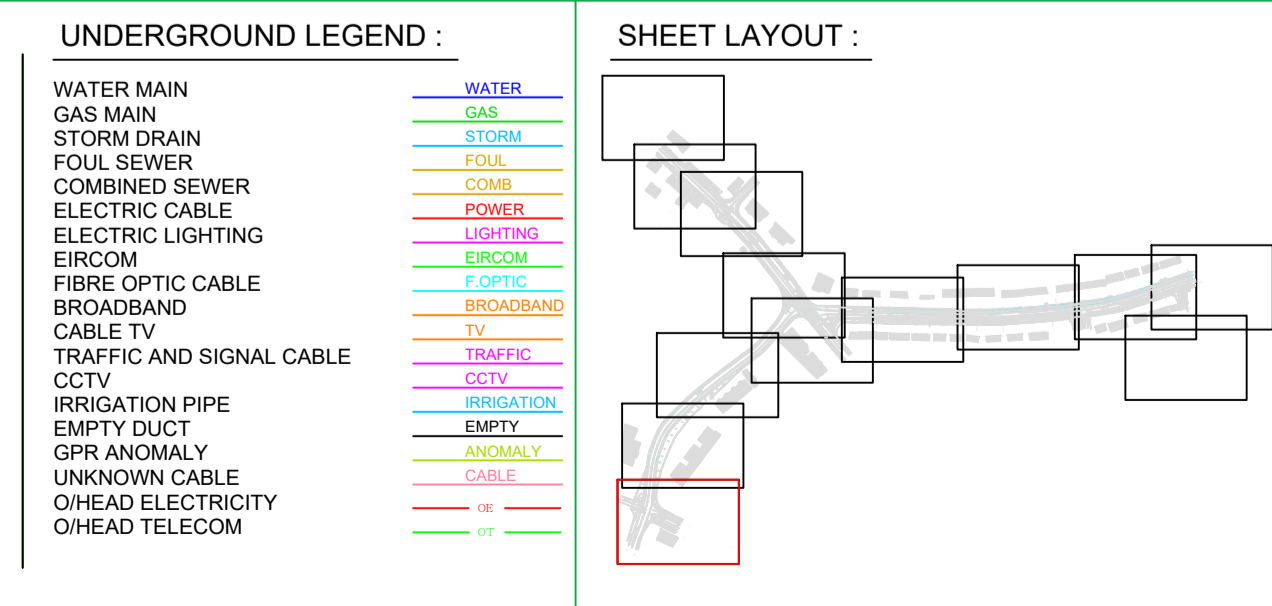 UNDERGROUND LEGEND :
WATER MAIN WATER
GAS MAIN GAS
STORM DRAIN STORM
FOUL SEWER FOUL
COMBINED SEWER COMB
ELECTRIC CABLE POWER
ELECTRIC LIGHTING LIGHTING
EIRCOM EIRCOM
FIBRE OPTIC CABLE F.OPTIC
BROADBAND BROADBAND
CABLE TV TV
TRAFFIC AND SIGNAL CABLE TRAFFIC
CCTV CCTV
IRRIGATION PIPE IRRIGATION
EMPTY DUCT EMPTY
GPR ANOMALY ANOMALY
UNKNOWN CABLE CABLE
O/HEAD ELECTRICITY OE
O/HEAD TELECOM OT
SHEET LAYOUT :